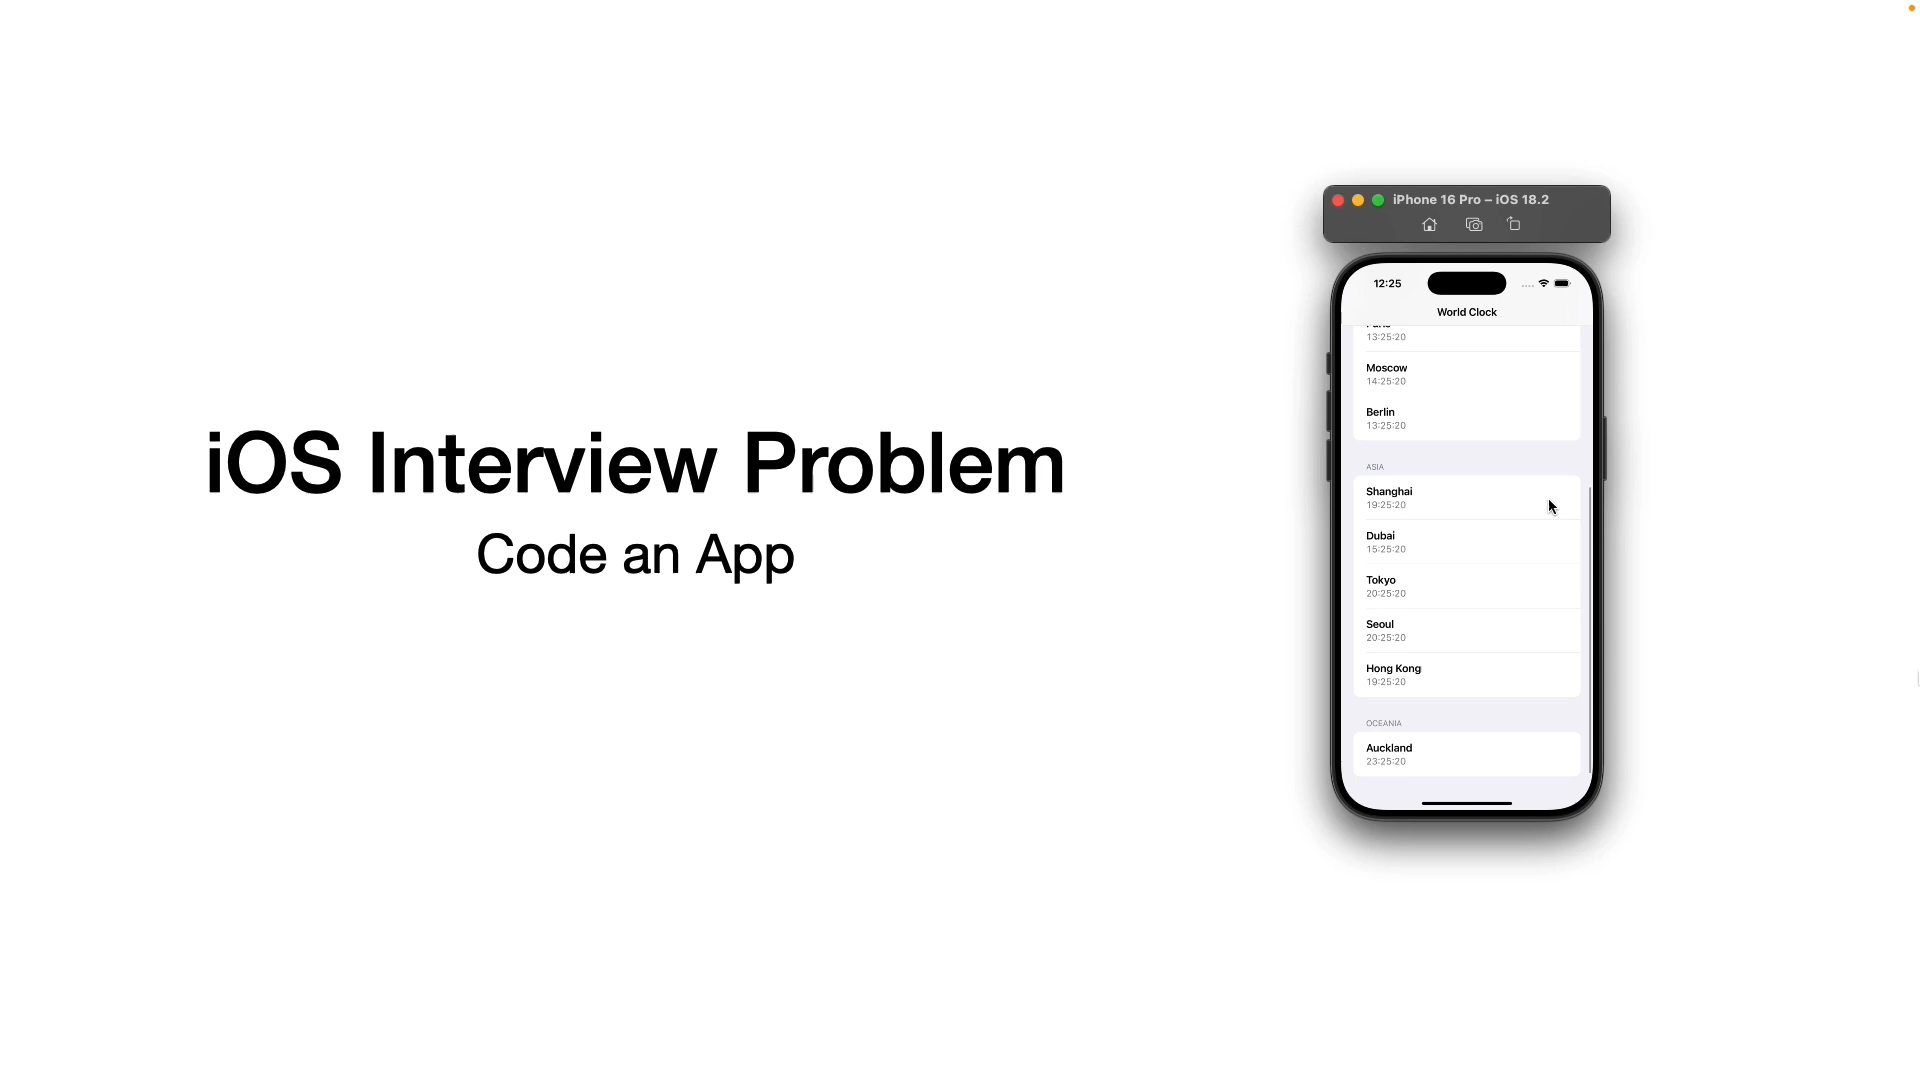 iOS Interview Problem
Code an App
iPhone 16 Pro – iOS 18.2
12:25
World Clock
13:25:20
Moscow
14:25:20
Berlin
13:25:20
ASIA
Shanghai
19:25:20
Dubai
15:25:20
Tokyo
20:25:20
Seoul
20:25:20
Hong Kong
19:25:20
OCEANIA
Auckland
23:25:20